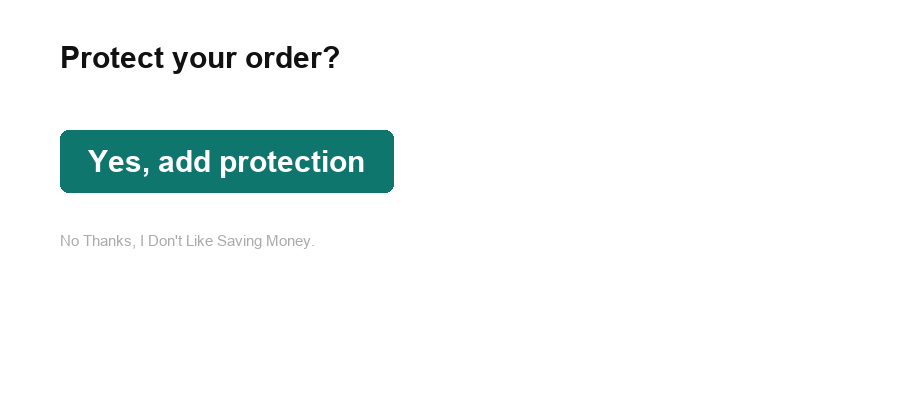 Protect your order?
Yes, add protection
No Thanks, I Don't Like Saving Money.